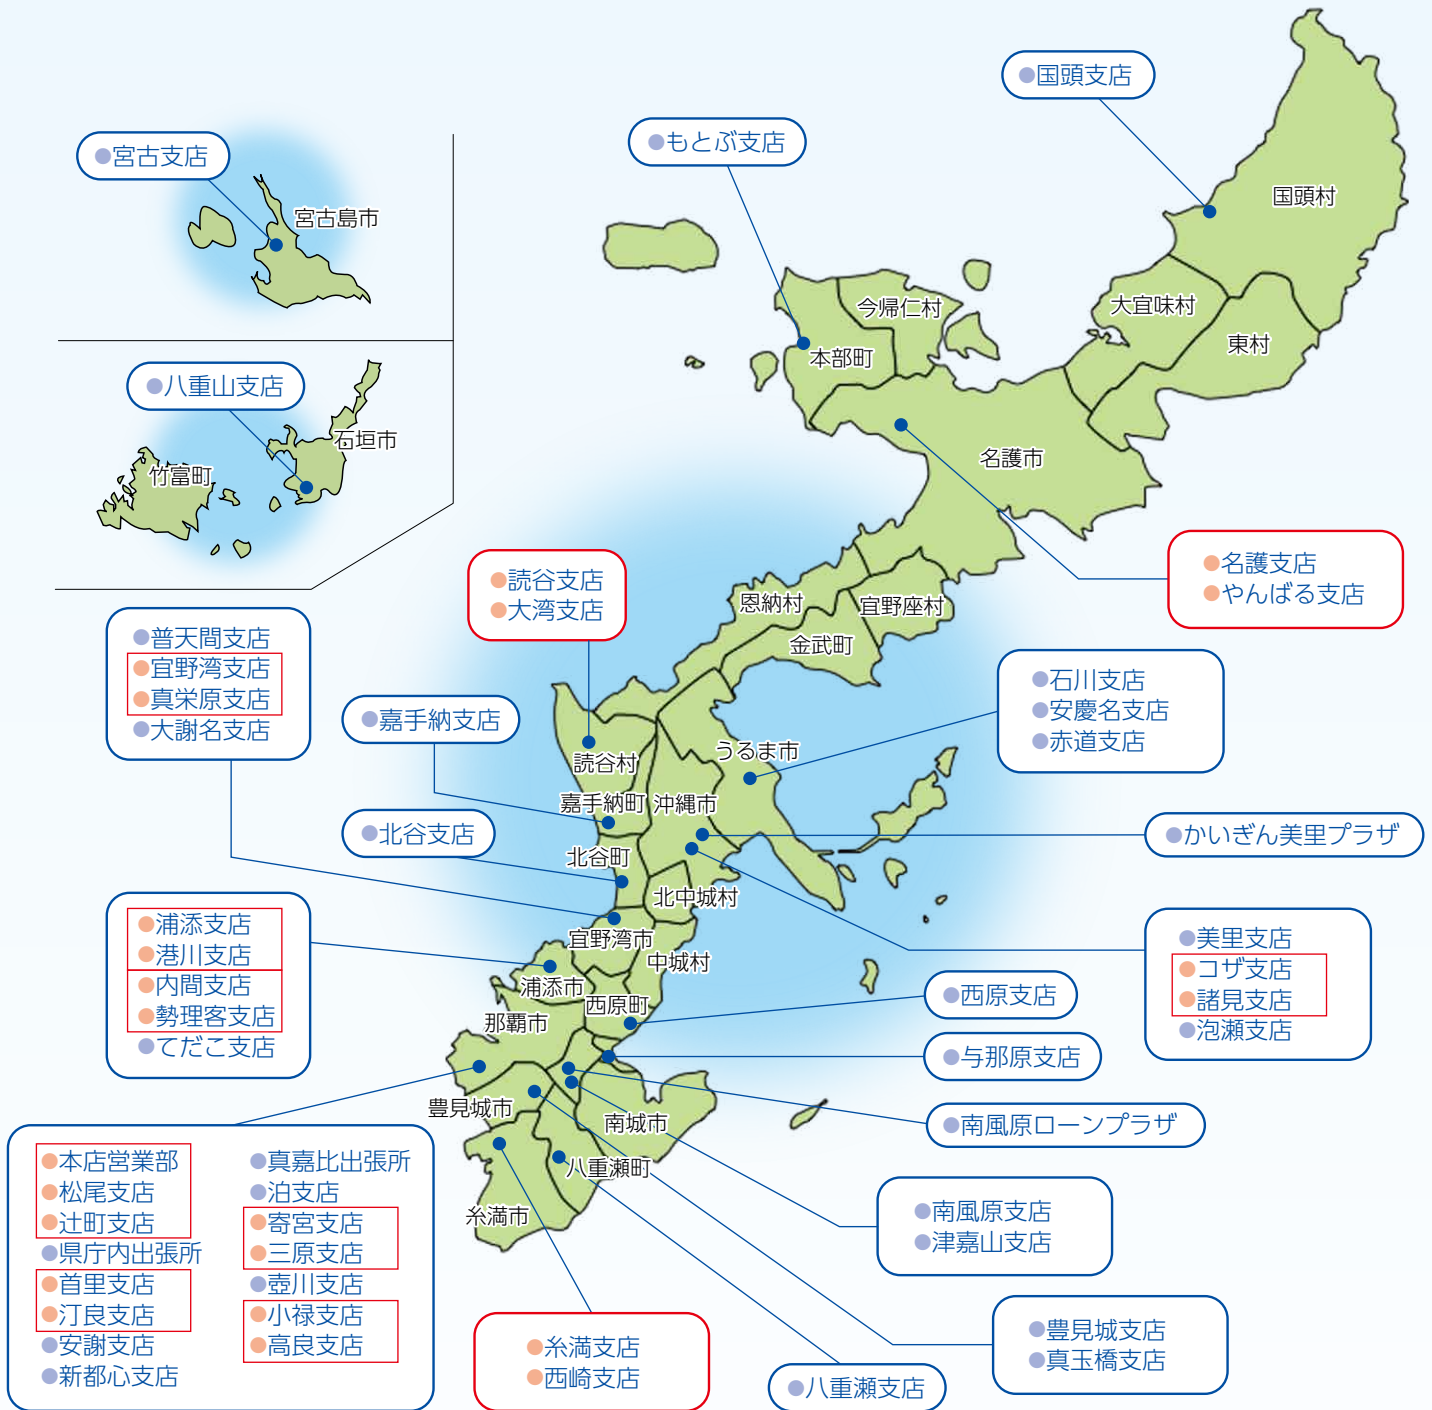 ●国頭支店
●もとぶ支店
●宮古支店
宮古島市
国頭村
大宜味村
今帰仁村
東村
本部町
●八重山支店
石垣市
竹富町
名護市
●読谷支店
●大湾支店
●名護支店
●やんばる支店
恩納村
宜野座村
金武町
●普天間支店
●宜野湾支店
●真栄原支店
●大謝名支店
●嘉手納支店
●石川支店
●安慶名支店
●赤道支店
うるま市
読谷村
嘉手納町
沖縄市
●北谷支店
●かいぎん美里プラザ
北谷町
北中城村
●浦添支店
●港川支店
●内間支店
●勢理客支店
●てだこ支店
宜野湾市
中城村
●美里支店
●コザ支店
●諸見支店
●泡瀬支店
浦添市
西原町
●西原支店
那覇市
●与那原支店
豊見城市
南城市
●南風原ローンプラザ
八重瀬町
糸満市
●本店営業部
●松尾支店
●辻町支店
●県庁内出張所
●首里支店
●汀良支店
●安謝支店
●新都心支店
●真嘉比出張所
●泊支店
●寄宮支店
●三原支店
●壺川支店
●小禄支店
●高良支店
●南風原支店
●津嘉山支店
●糸満支店
●西崎支店
●豊見城支店
●真玉橋支店
●八重瀬支店